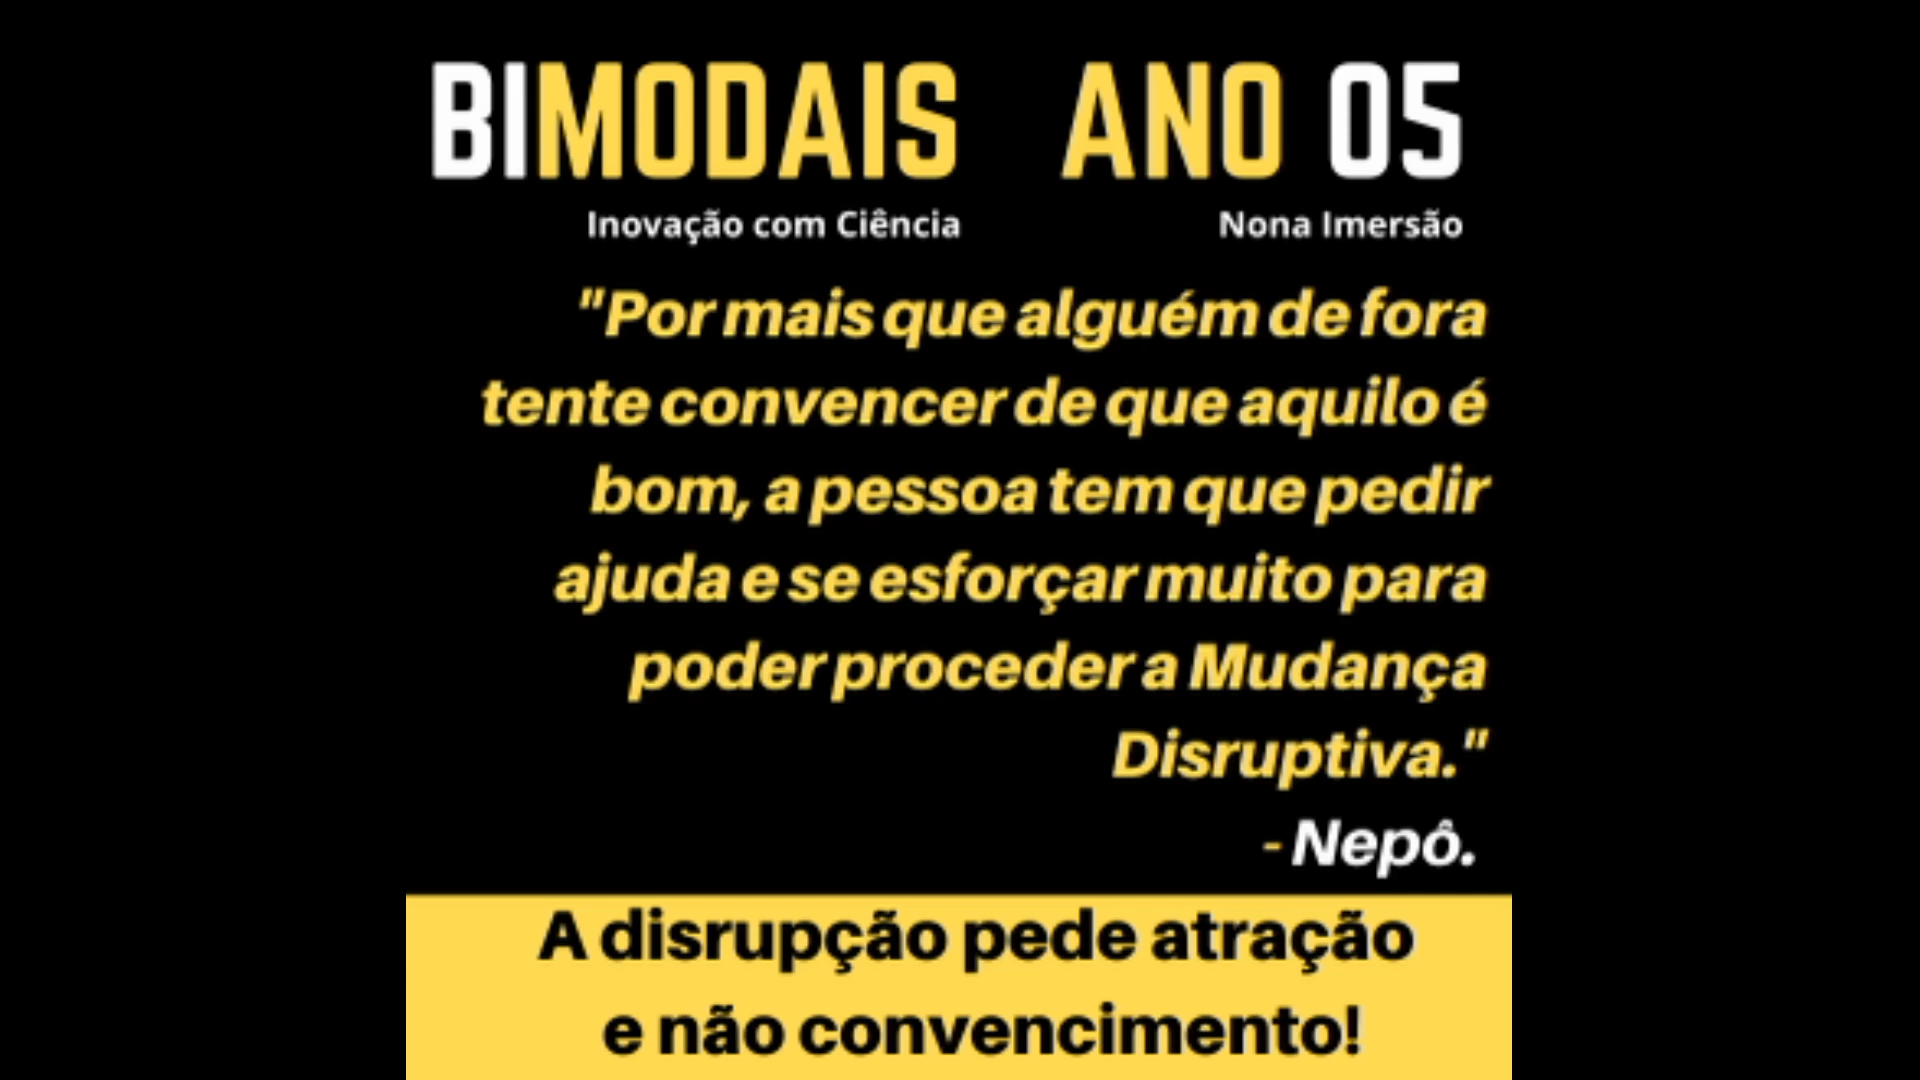 BIMODAIS ANO 05
Inovação com Ciência Nona Imersão
"Por mais que alguém de fora
tente convencer de que aquilo é
bom, a pessoa tem que pedir
ajuda e se esforçar muito para
poder proceder a Mudança
Disruptiva."
- Nepô.
A disrupção pede atração
e não convencimento!